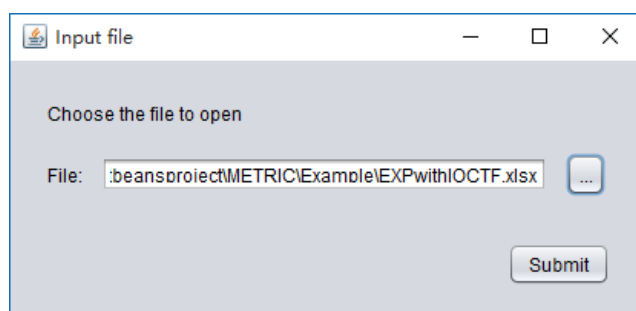 Input file
Choose the file to open
File: :beansproject\METRIC\Example\EXPwithIOCTF.xlsx ...
Submit